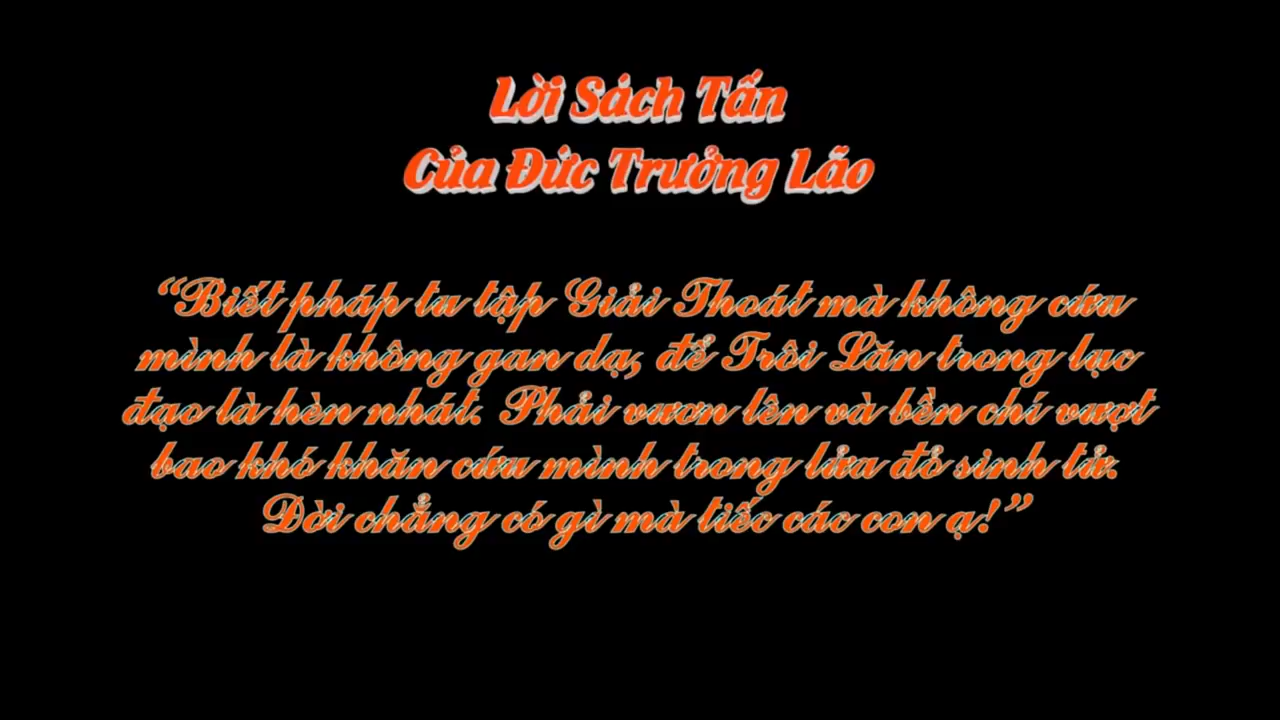 Lời Sách Tấn
Của Đức Trưởng Lão
“Biết pháp tu tập Giải Thoát mà không cứu
mình là không gan dạ, để Trôi Lăn trong lục
đạo là hèn nhát. Phải vươn lên và bền chí vượt
bao khó khăn cứu mình trong lửa đỏ sinh tử.
Đời chẳng có gì mà tiếc các con ạ!”